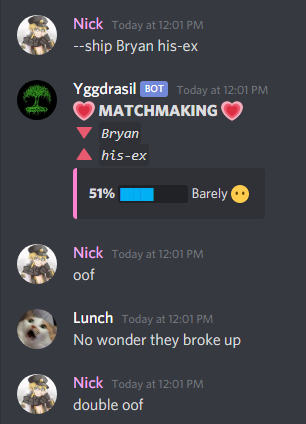 Nick Today at 12:01 PM
--ship Bryan his-ex
Yggdrasil BOT Today at 12:01 PM
MATCHMAKING
Bryan
his-ex
51% Barely
Nick Today at 12:01 PM
oof
Lunch Today at 12:01 PM
No wonder they broke up
Nick Today at 12:01 PM
double oof